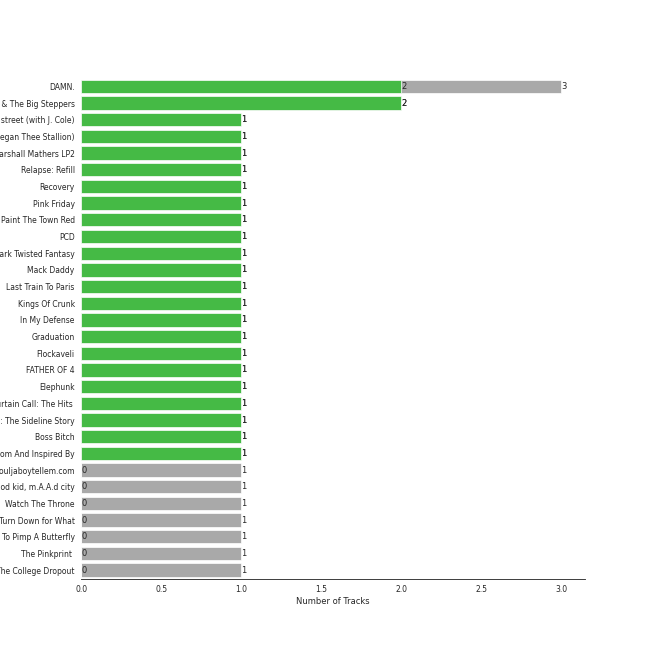 DAMN. 2 3
& The Big Steppers 2
street (with J. Cole) 1
egan Thee Stallion) 1
arshall Mathers LP2 1
Relapse: Refill 1
Recovery 1
Pink Friday 1
Paint The Town Red 1
PCD 1
ark Twisted Fantasy 1
Mack Daddy 1
Last Train To Paris 1
Kings Of Crunk 1
In My Defense 1
Graduation 1
Flockaveli 1
FATHER OF 4 1
Elephunk 1
rtain Call: The Hits 1
: The Sideline Story 1
Boss Bitch 1
om And Inspired By 1
ouljaboytellem.com 0 1
od kid, m.A.A.d city 0 1
Watch The Throne 0 1
Turn Down for What 0 1
To Pimp A Butterfly 0 1
The Pinkprint 0 1
he College Dropout 0 1
0.0 0.5 1.0 1.5 2.0 2.5 3.0
Number of Tracks